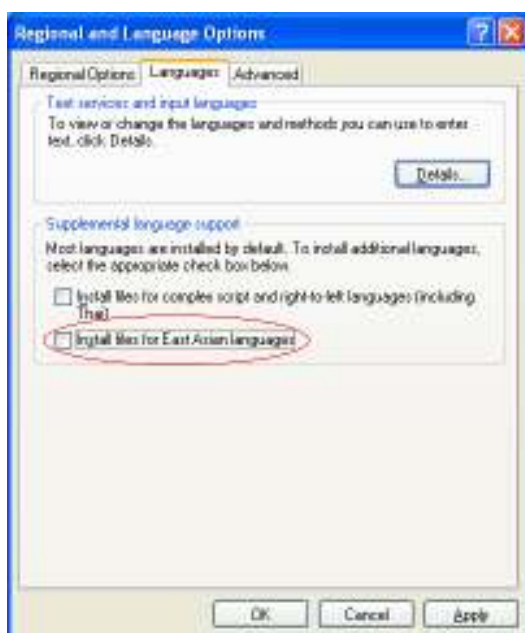 Regional and Language Options
Regional Options Languages Advanced
Text services and input languages
To view or change the languages and methods you can use to enter
text, click Details.
Details...
Supplemental language support
Most languages are installed by default. To install additional languages,
select the appropriate check box below.
Install files for complex script and right-to-left languages (including
Thai)
Install files for East Asian languages
OK Cancel Apply